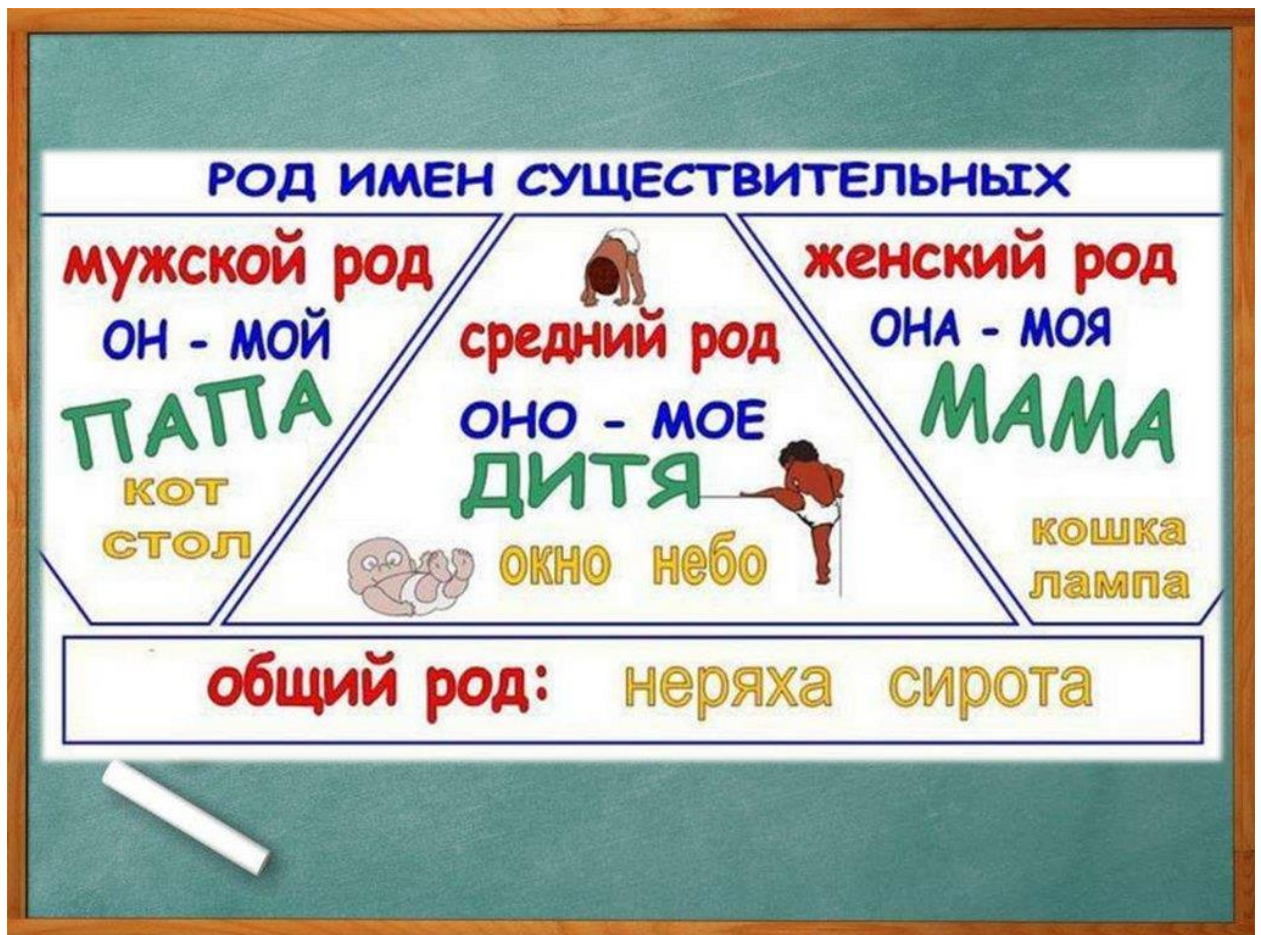 РОД ИМЕН СУЩЕСТВИТЕЛЬНЫХ
мужской род
ОН - МОЙ
ПАПА
кот
стол
средний род
ОНО - МОЕ
ДИТЯ
окно небо
женский род
ОНА - МОЯ
МАМА
кошка
лампа
общий род: неряха сирота